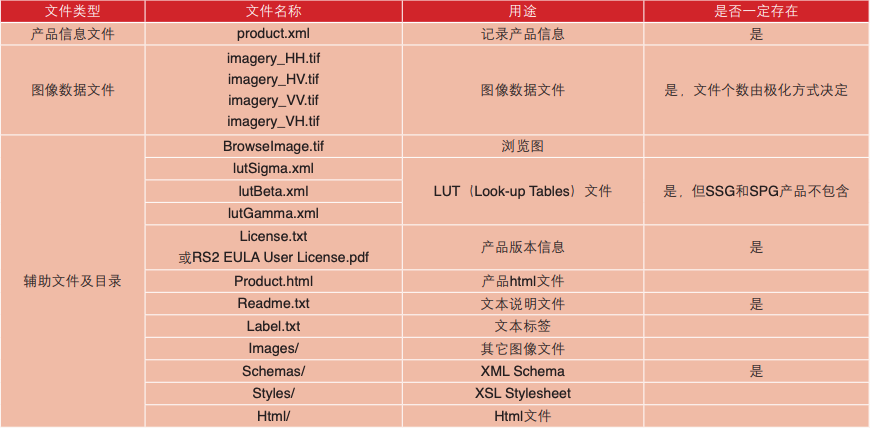 文件类型 文件名称 用途 是否一定存在
产品信息文件 product.xml 记录产品信息 是
图像数据文件 imagery_HH.tif
imagery_HV.tif
imagery_VV.tif
imagery_VH.tif 图像数据文件 是，文件个数由极化方式决定
辅助文件及目录 BrowseImage.tif 浏览图
lutSigma.xml
lutBeta.xml
lutGamma.xml LUT（Look-up Tables）文件 是，但SSG和SPG产品不包含
License.txt
或RS2 EULA User License.pdf 产品版本信息 是
Product.html 产品html文件
Readme.txt 文本说明文件 是
Label.txt 文本标签
Images/ 其它图像文件
Schemas/ XML Schema 是
Styles/ XSL Stylesheet
Html/ Html文件